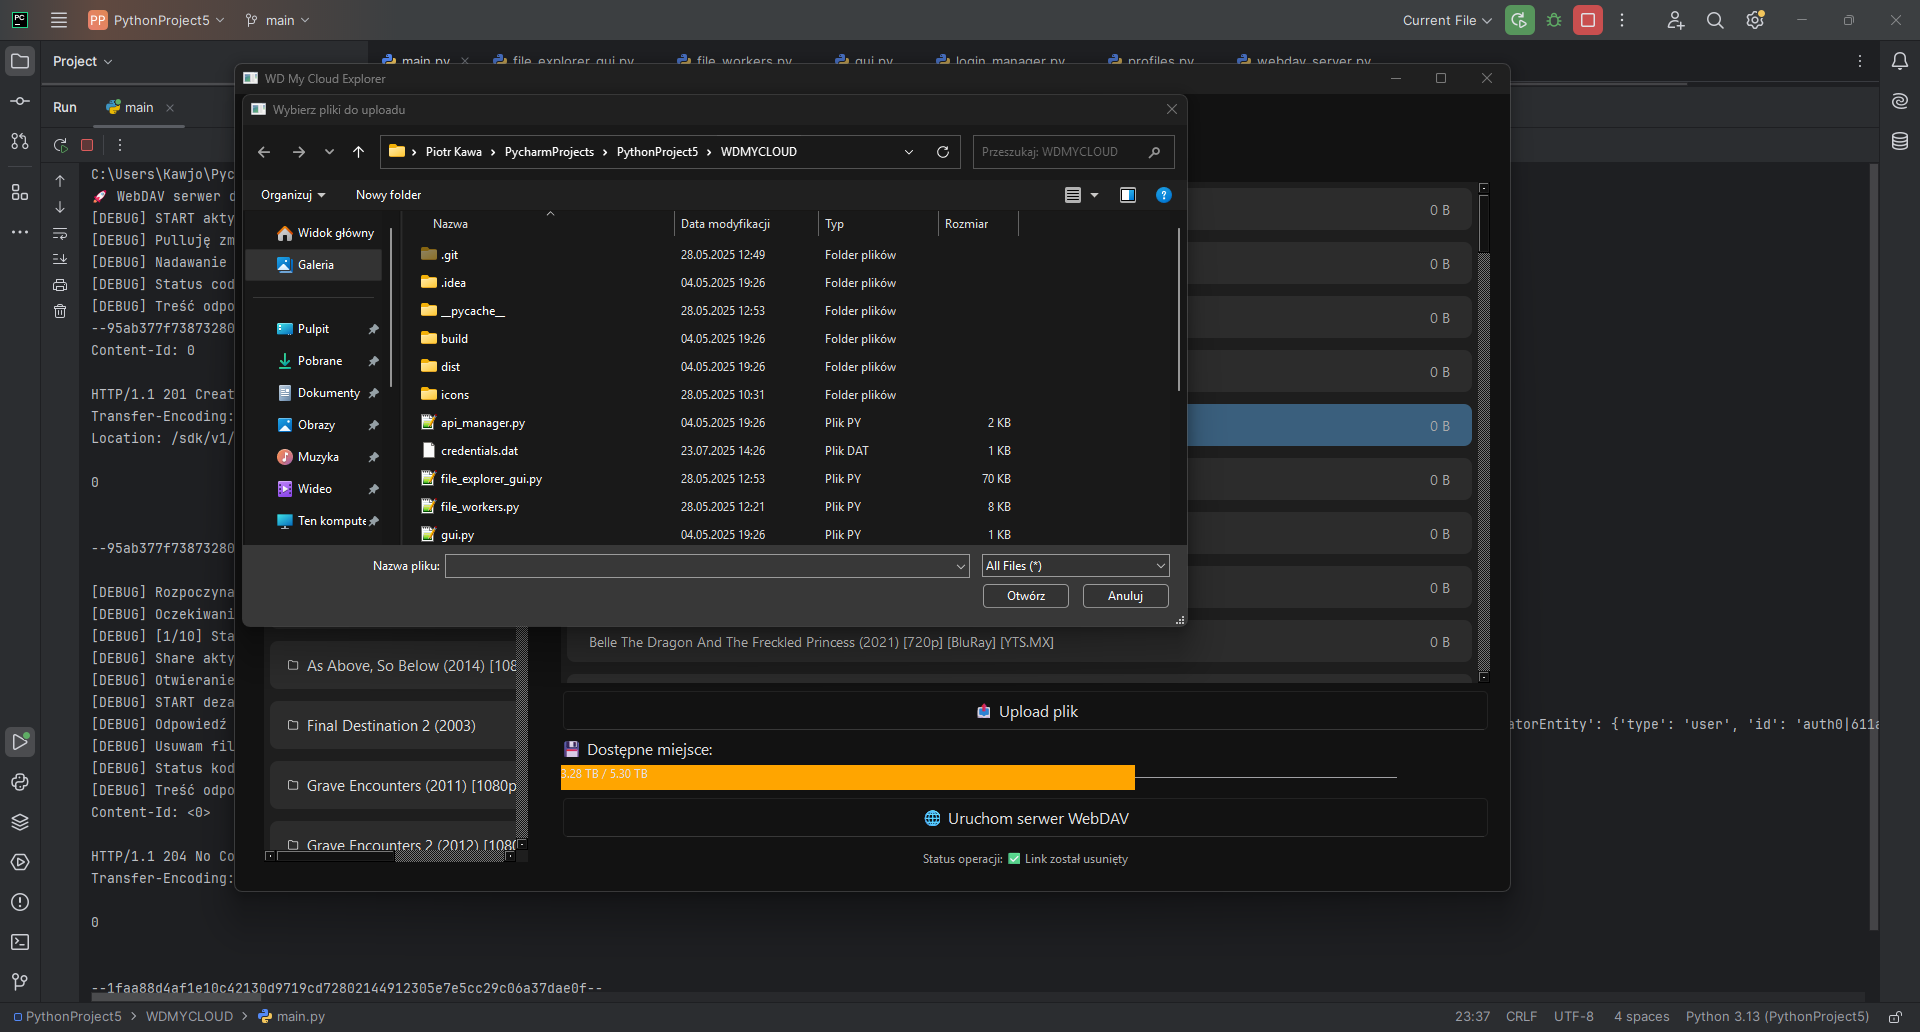 PC
PP PythonProject5
main
Current File
Project
main.py
file_explorer_gui.py
file_workers.py
gui.py
login_manager.py
profiles.py
webdav_server.py
Run
main
C:\Users\Kawjo\Pyc
WebDAV serwer d
[DEBUG] START akty
[DEBUG] Pulluję zm
[DEBUG] Nadawanie
[DEBUG] Status cod
[DEBUG] Treść odpo
--95ab377f73873280
Content-Id: 0
HTTP/1.1 201 Creat
Transfer-Encoding:
Location: /sdk/v1/
0
--95ab377f73873280
[DEBUG] Rozpoczyna
[DEBUG] Oczekiwani
[DEBUG] [1/10] Sta
[DEBUG] Share akty
[DEBUG] Otwieranie
[DEBUG] START deza
[DEBUG] Odpowiedź
atorEntity': {'type': 'user', 'id': 'auth0|611a
[DEBUG] Usuwam fil
[DEBUG] Status kod
[DEBUG] Treść odpo
Content-Id: <0>
HTTP/1.1 204 No Co
Transfer-Encoding:
0
--1faa88d4af1e10c42130d9719cd72802144912305e7e5cc29c06a37dae0f--
WD My Cloud Explorer
Wybierz pliki do uploadu
Piotr Kawa > PycharmProjects > PythonProject5 > WDMYCLOUD
Przeszukaj: WDMYCLOUD
Organizuj
Nowy folder
Widok główny
Galeria
Pulpit
Pobrane
Dokumenty
Obrazy
Muzyka
Wideo
Ten kompute
Nazwa Data modyfikacji Typ Rozmiar
.git 28.05.2025 12:49 Folder plików
.idea 04.05.2025 19:26 Folder plików
__pycache__ 28.05.2025 12:53 Folder plików
build 04.05.2025 19:26 Folder plików
dist 04.05.2025 19:26 Folder plików
icons 28.05.2025 10:31 Folder plików
api_manager.py 04.05.2025 19:26 Plik PY 2 KB
credentials.dat 23.07.2025 14:26 Plik DAT 1 KB
file_explorer_gui.py 28.05.2025 12:53 Plik PY 70 KB
file_workers.py 28.05.2025 12:21 Plik PY 8 KB
gui.py 04.05.2025 19:26 Plik PY 1 KB
Nazwa pliku:
All Files (*)
Otwórz
Anuluj
0 B
0 B
0 B
0 B
0 B
0 B
0 B
0 B
Belle The Dragon And The Freckled Princess (2021) [720p] [BluRay] [YTS.MX] 0 B
As Above, So Below (2014) [108
Final Destination 2 (2003)
Grave Encounters (2011) [1080p
Grave Encounters 2 (2012) [1080
Upload plik
Dostępne miejsce:
3.28 TB / 5.30 TB
Uruchom serwer WebDAV
Status operacji: ✅ Link został usunięty
PythonProject5 > WDMYCLOUD > main.py
23:37 CRLF UTF-8 4 spaces Python 3.13 (PythonProject5)